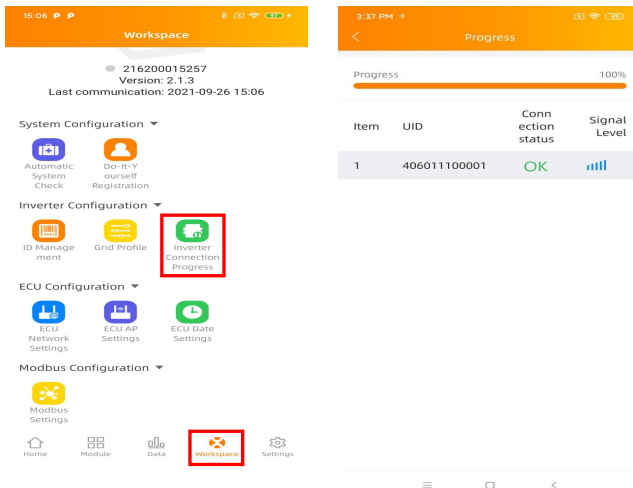 15:06
97
Workspace
216200015257
Version: 2.1.3
Last communication: 2021-09-26 15:06
System Configuration
Automatic
System
Check
Do-It-Y
ourself
Registration
Inverter Configuration
ID Manage
ment
Grid Profile
Inverter
Connection
Progress
ECU Configuration
ECU
Network
Settings
ECU AP
Settings
ECU Date
Settings
Modbus Configuration
Modbus
Settings
Home
Module
Data
Workspace
Settings
3:37 PM
Progress
Progress 100%
Item UID Conn
ection
status Signal
Level
1 406011100001 OK